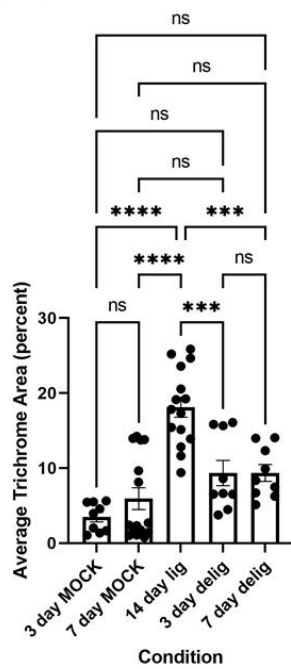 ns
ns
ns
ns
**** ***
****
ns *** ns
Average Trichrome Area (percent)
30
20
10
0
3 day MOCK
7 day MOCK
14 day lig
3 day delig
7 day delig
Condition